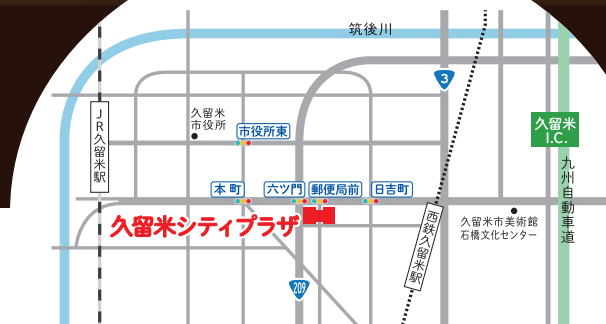 筑後川
3
JR久留米駅
久留米
市役所
市役所東
久留米
I.C.
九州自動車道
本町
六ツ門
郵便局前
日吉町
久留米シティプラザ
西鉄久留米駅
久留米市美術館
石橋文化センター
209